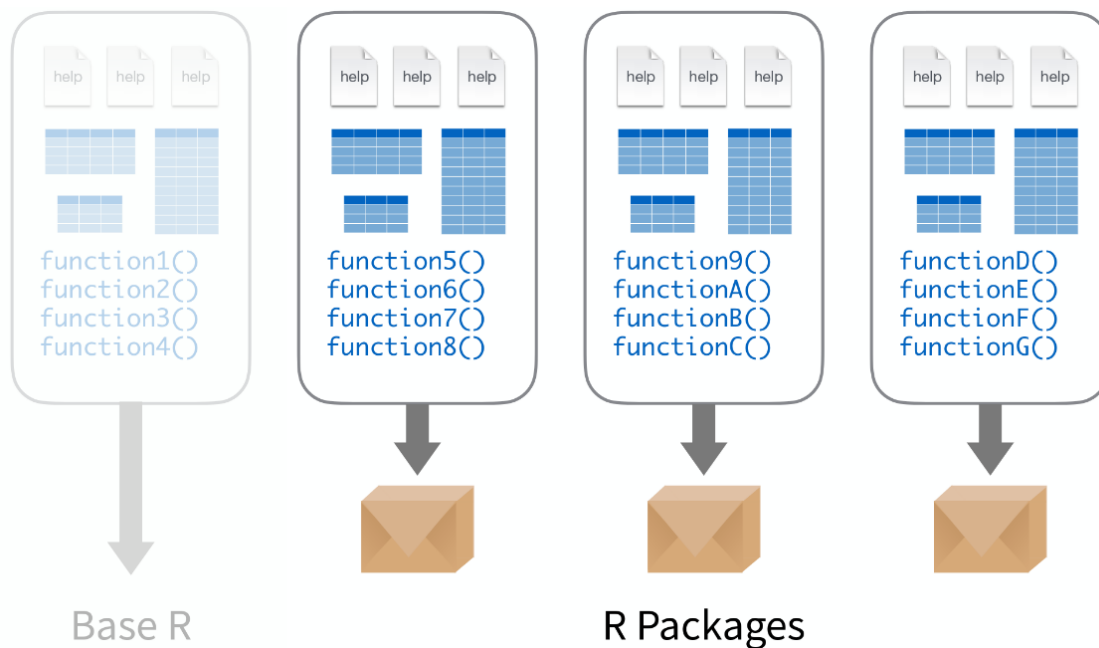 help help help
function1()
function2()
function3()
function4()
help help help
function5()
function6()
function7()
function8()
help help help
function9()
functionA()
functionB()
functionC()
help help help
functionD()
functionE()
functionF()
functionG()
Base R
R Packages